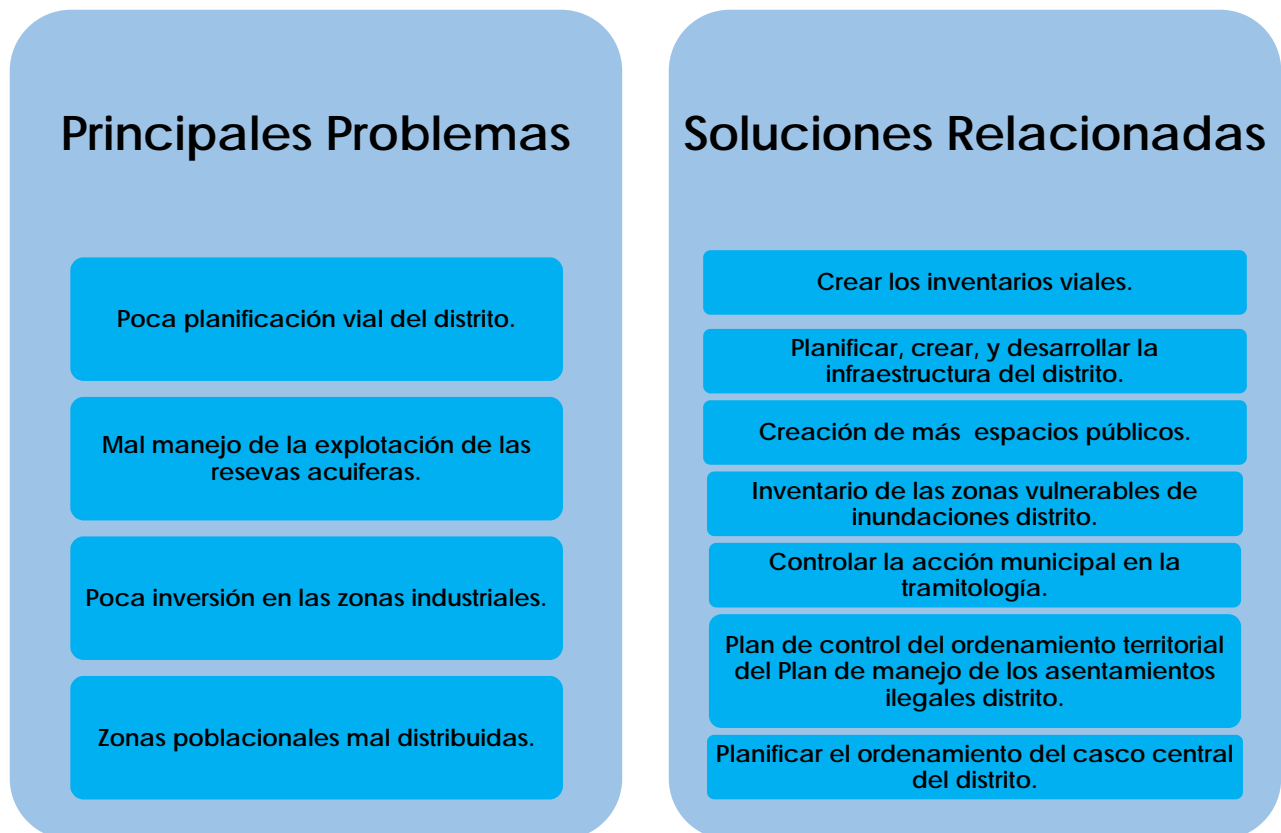 Principales Problemas
Poca planificación vial del distrito.
Mal manejo de la explotación de las
resevas acuiferas.
Poca inversión en las zonas industriales.
Zonas poblacionales mal distribuidas.
Soluciones Relacionadas
Crear los inventarios viales.
Planificar, crear, y desarrollar la
infraestructura del distrito.
Creación de más espacios públicos.
Inventario de las zonas vulnerables de
inundaciones distrito.
Controlar la acción municipal en la
tramitología.
Plan de control del ordenamiento territorial
del Plan de manejo de los asentamientos
ilegales distrito.
Planificar el ordenamiento del casco central
del distrito.